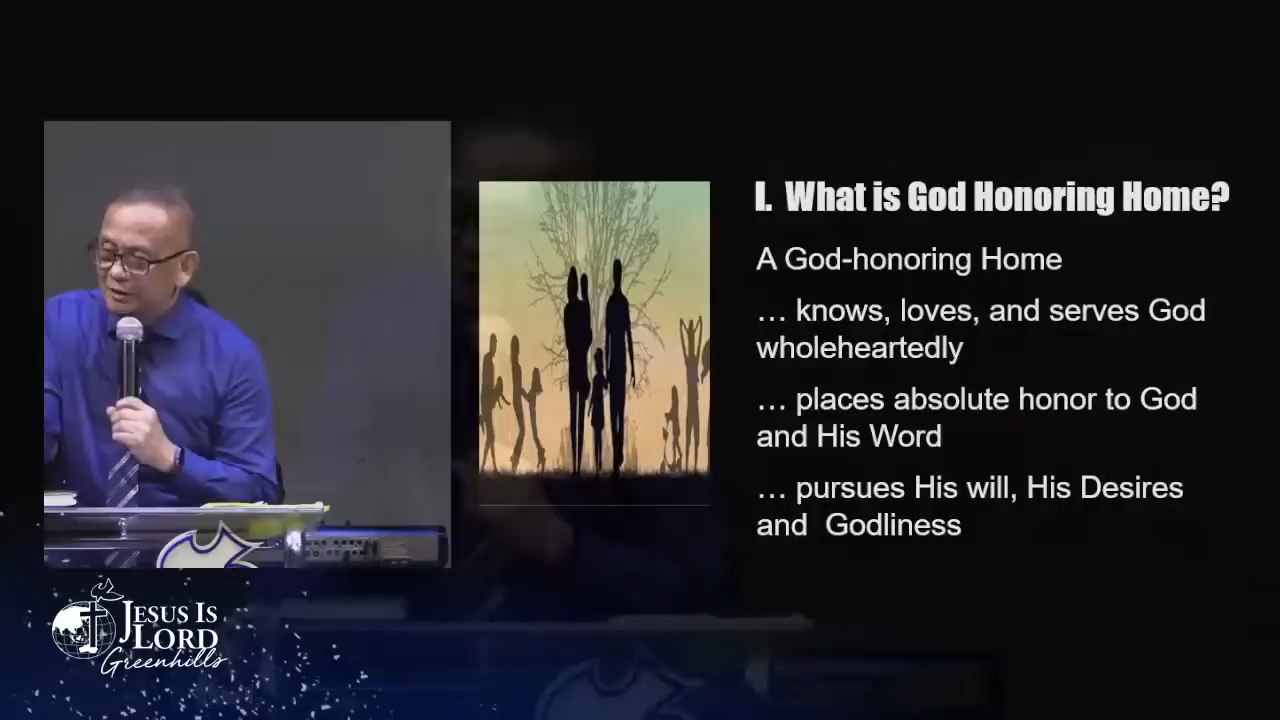 I. What is God Honoring Home?
A God-honoring Home
… knows, loves, and serves God
wholeheartedly
… places absolute honor to God
and His Word
… pursues His will, His Desires
and Godliness
JESUS IS
LORD
Greenhills